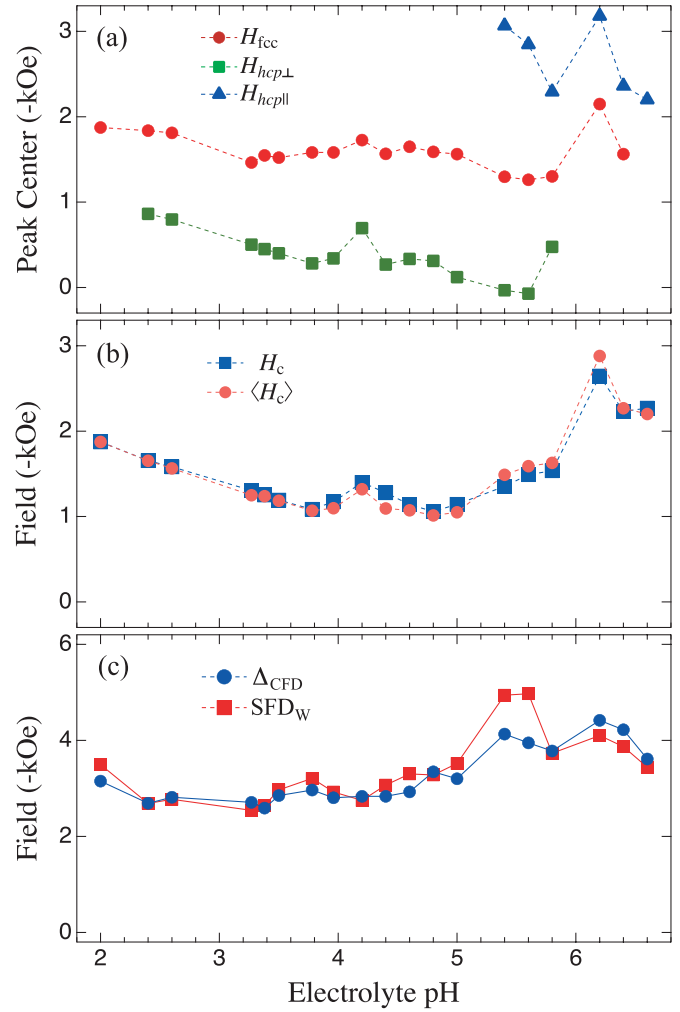 (a)
H_fcc
H_hcp⊥
H_hcp||
Peak Center (-kOe)
3
2
1
0
(b)
H_c
⟨H_c⟩
Field (-kOe)
3
2
1
0
(c)
Δ_CFD
SFD_W
Field (-kOe)
6
4
2
0
2 3 4 5 6
Electrolyte pH